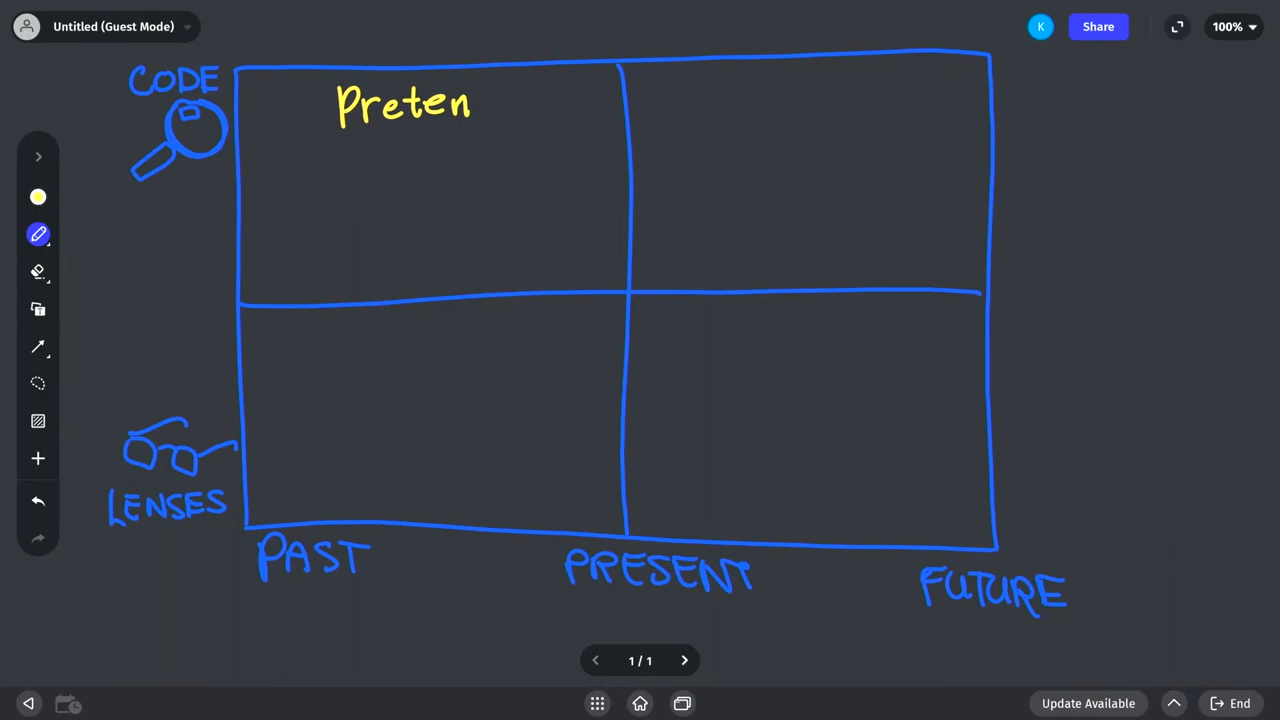 Untitled (Guest Mode)
K
Share
100%
CODE
Preten
LENSES
PAST
PRESENT
FUTURE
1 / 1
Update Available
End